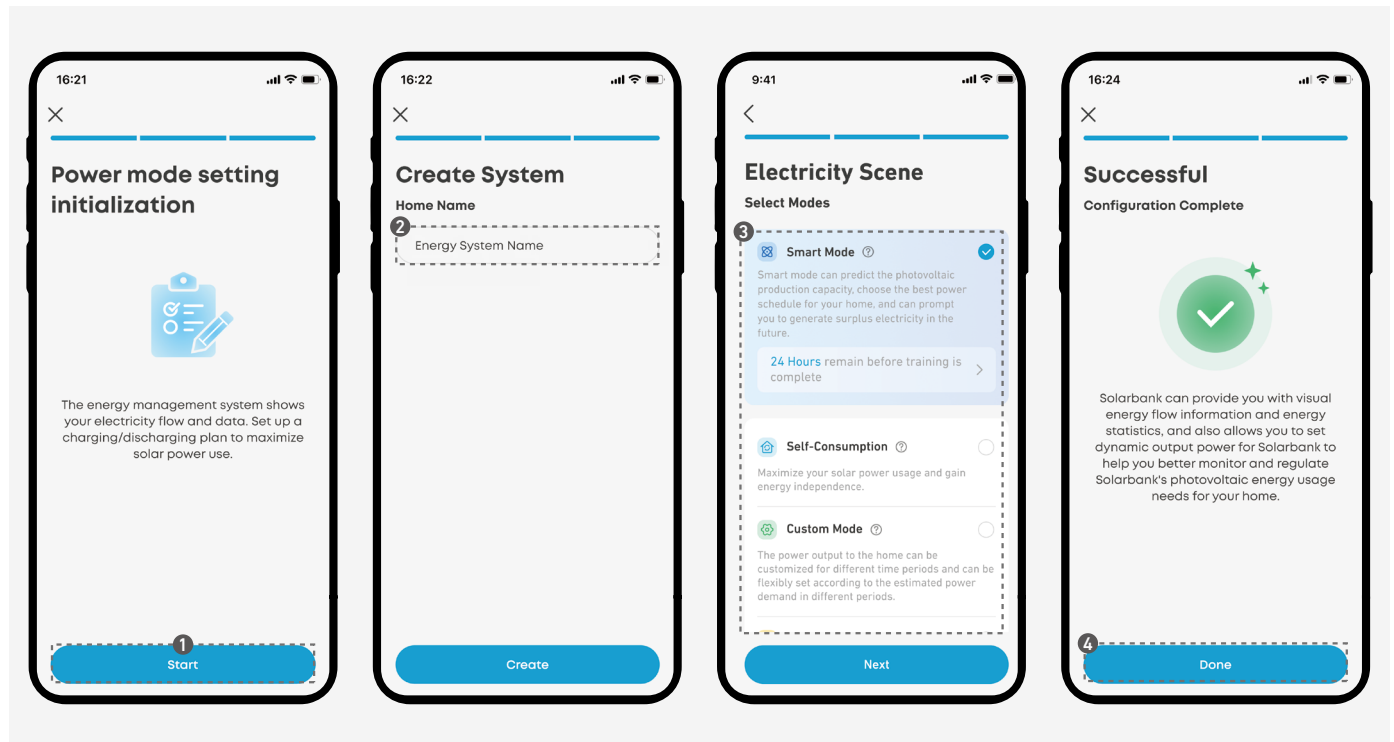 16:21
Power mode setting
initialization
The energy management system shows
your electricity flow and data. Set up a
charging/discharging plan to maximize
solar power use.
1
Start
16:22
Create System
Home Name
2
Energy System Name
Create
9:41
Electricity Scene
Select Modes
3
Smart Mode ?
Smart mode can predict the photovoltaic
production capacity, choose the best power
schedule for your home, and can prompt
you to generate surplus electricity in the
future.
24 Hours remain before training is
complete
Self-Consumption ?
Maximize your solar power usage and gain
energy independence.
Custom Mode ?
The power output to the home can be
customized for different time periods and can be
flexibly set according to the estimated power
demand in different periods.
Next
16:24
Successful
Configuration Complete
Solarbank can provide you with visual
energy flow information and energy
statistics, and also allows you to set
dynamic output power for Solarbank to
help you better monitor and regulate
Solarbank's photovoltaic energy usage
needs for your home.
4
Done